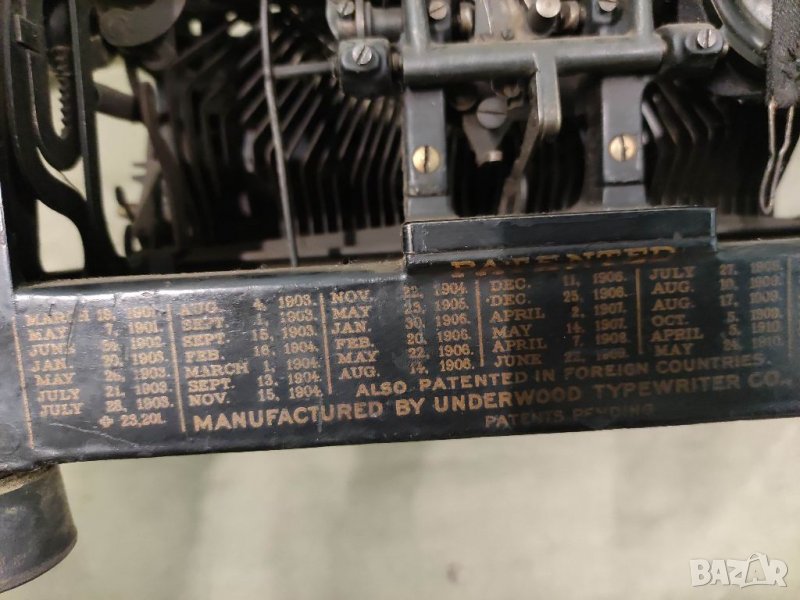 PATENTED
MARCH 19, 1901.
MAY 7, 1901.
JUNE 1902.
JAN. 20, 1903.
MAY 26, 1903.
JULY 21, 1903.
JULY 28, 1903.
23,201.
AUG. 4, 1903.
SEPT. 1, 1903.
SEPT. 15, 1903.
FEB. 16, 1904.
MARCH 1, 1904.
SEPT. 13, 1904.
NOV. 15, 1904.
NOV. 1904.
MAY 1905.
JAN. 30, 1906.
FEB. 20, 1906.
MAY 22, 1906.
AUG. 14, 1906.
DEC. 11, 1906.
DEC. 25, 1906.
APRIL 2, 1907.
MAY 14, 1907.
APRIL 7, 1908.
JUNE 22, 1909.
JULY 27, 1909.
AUG. 10, 1909.
AUG. 17, 1909.
OCT. 5, 1909.
APRIL 5, 1910.
MAY 24, 1910.
ALSO PATENTED IN FOREIGN COUNTRIES.
MANUFACTURED BY UNDERWOOD TYPEWRITER CO.,
PATENTS PENDING
BAZAR